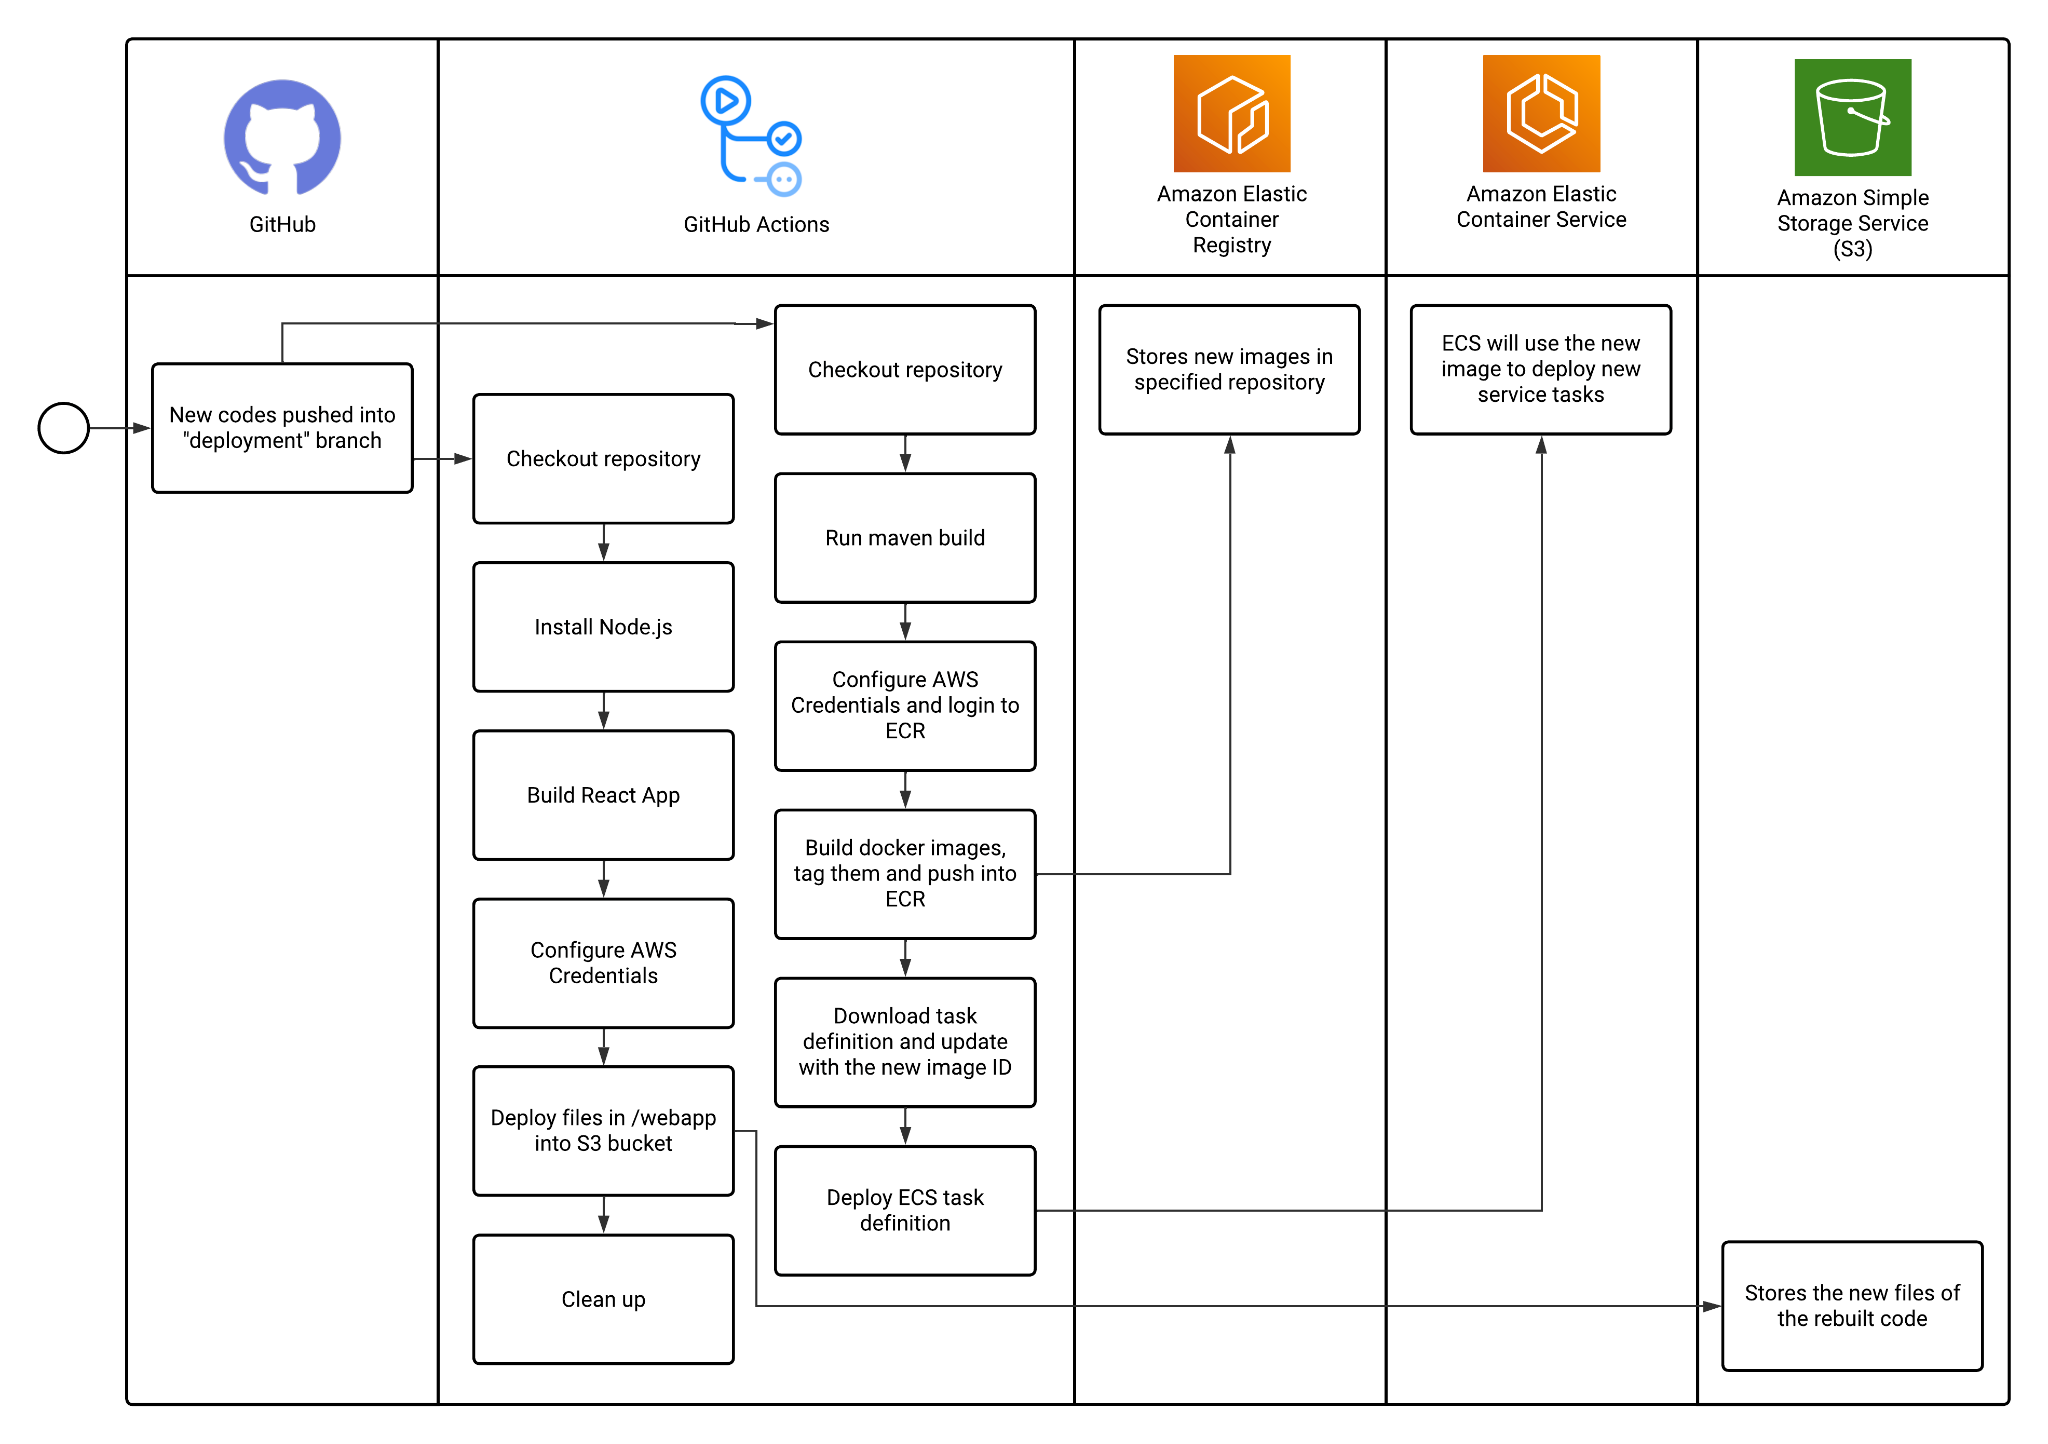 GitHub
GitHub Actions
Amazon Elastic
Container
Registry
Amazon Elastic
Container Service
Amazon Simple
Storage Service
(S3)
New codes pushed into
"deployment" branch
Checkout repository
Install Node.js
Build React App
Configure AWS
Credentials
Deploy files in /webapp
into S3 bucket
Clean up
Checkout repository
Run maven build
Configure AWS
Credentials and login to
ECR
Build docker images,
tag them and push into
ECR
Download task
definition and update
with the new image ID
Deploy ECS task
definition
Stores new images in
specified repository
ECS will use the new
image to deploy new
service tasks
Stores the new files of
the rebuilt code